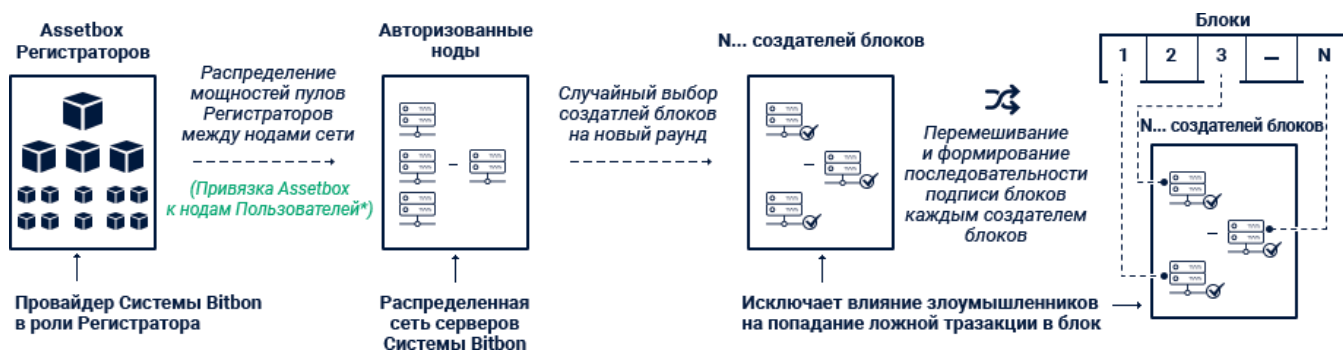 Assetbox
Регистраторов
Распределение
мощностей пулов
Регистраторов
между нодами сети
(Привязка Assetbox
к нодам Пользователей*)
Провайдер Системы Bitbon
в роли Регистратора
Авторизованные
ноды
Распределенная
сеть серверов
Системы Bitbon
Случайный выбор
создатлей блоков
на новый раунд
N... создателей блоков
Перемешивание
и формирование
последовательности
подписи блоков
каждым создателем
блоков
Исключает влияние злоумышленников
на попадание ложной тразакции в блок
Блоки
1 2 3 — N
N... создателей блоков